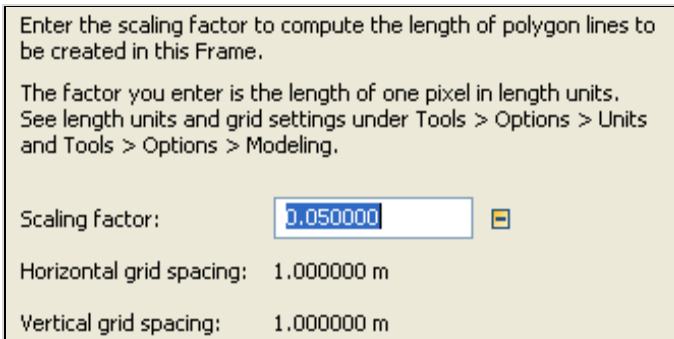 Enter the scaling factor to compute the length of polygon lines to
be created in this Frame.
The factor you enter is the length of one pixel in length units.
See length units and grid settings under Tools > Options > Units
and Tools > Options > Modeling.
Scaling factor: 0.050000
Horizontal grid spacing: 1.000000 m
Vertical grid spacing: 1.000000 m